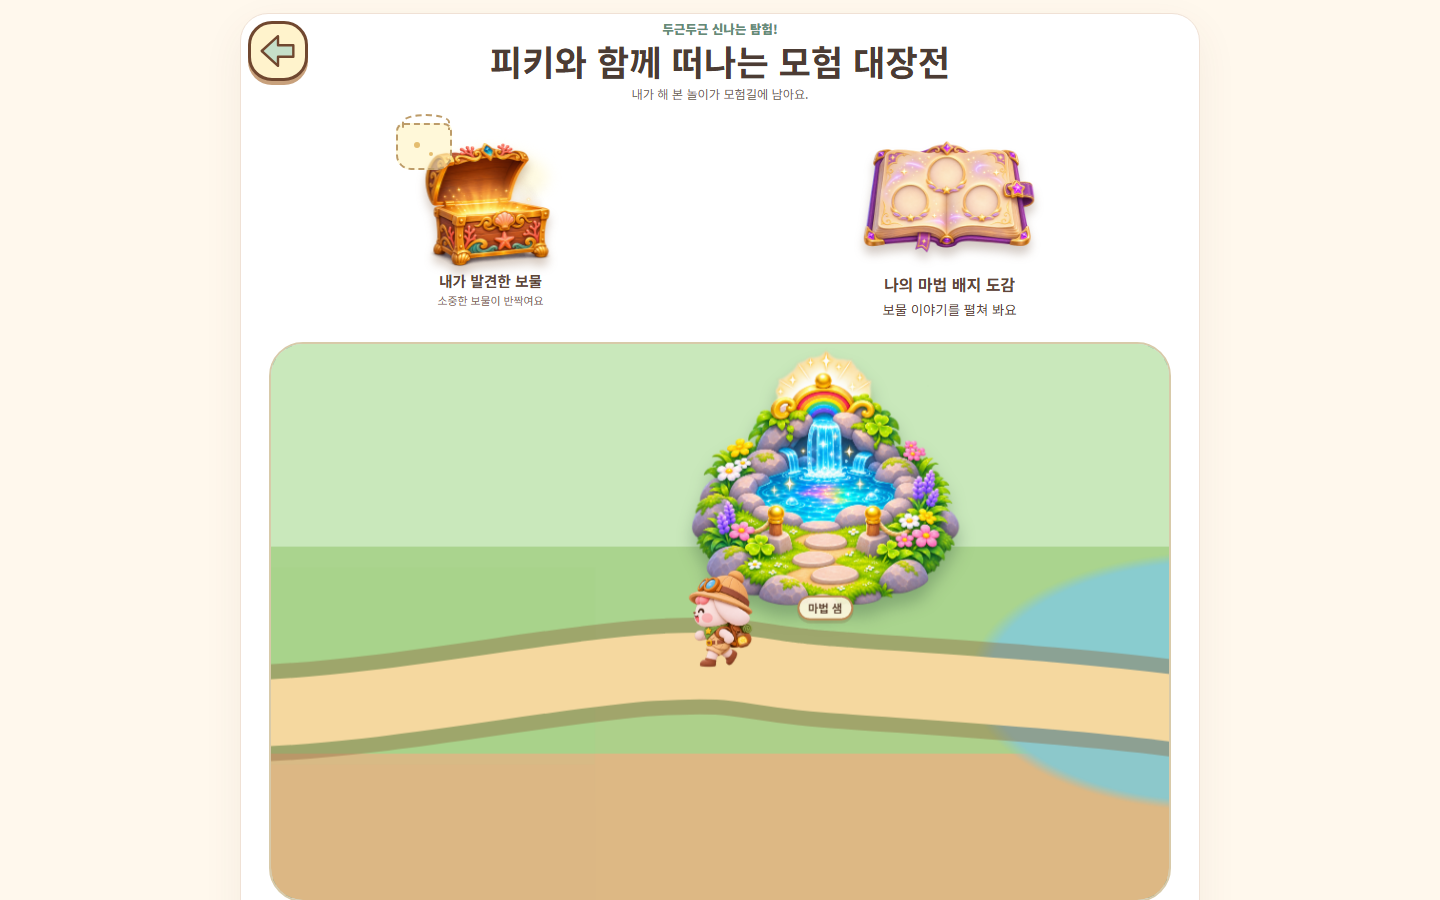 두근두근 신나는 탐험!
피키와 함께 떠나는 모험 대장전
내가 해 본 놀이가 모험길에 남아요.
내가 발견한 보물
소중한 보물이 반짝여요
나의 마법 배지 도감
보물 이야기를 펼쳐 봐요
마법 샘